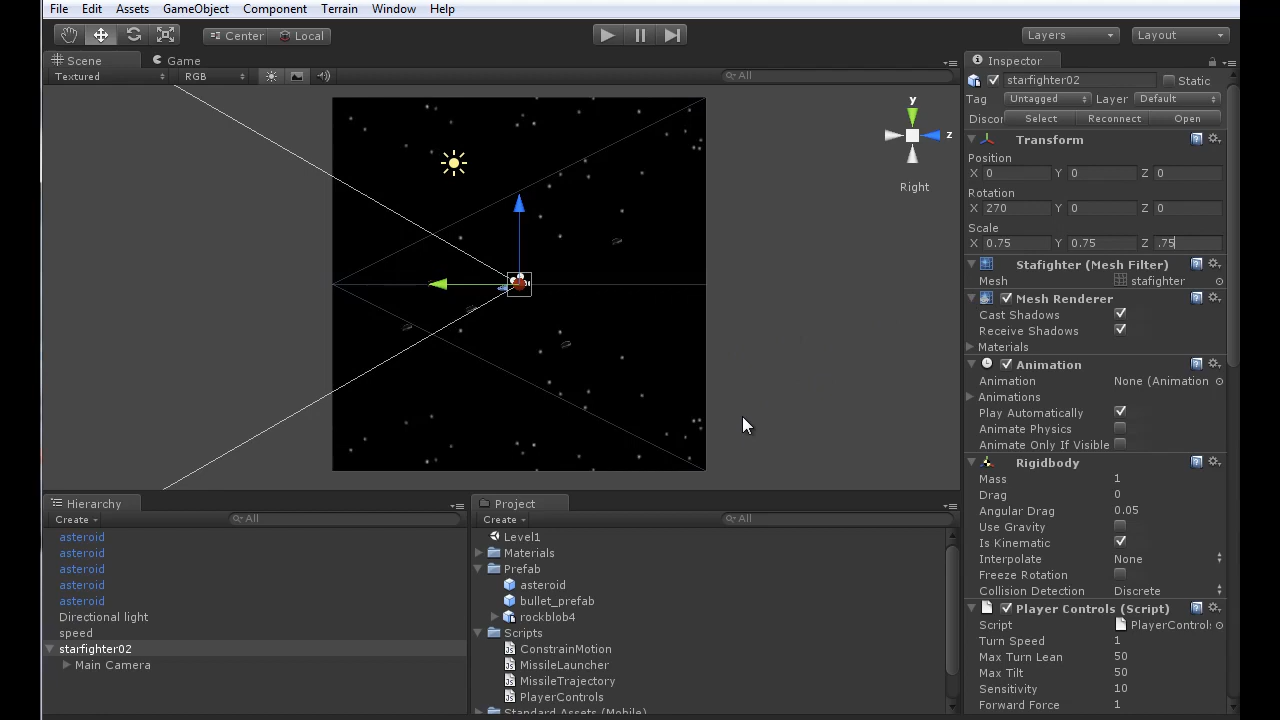 File Edit Assets GameObject Component Terrain Window Help
Center Local Layers Layout
Scene Game Inspector
Textured RGB All
starfighter02 Static
Tag Untagged Layer Default
Discor Select Reconnect Open
Transform
Position
X 0 Y 0 Z 0
Rotation
X 270 Y 0 Z 0
Scale
X 0.75 Y 0.75 Z .75
y
z
Right
Stafighter (Mesh Filter)
Mesh stafighter
Mesh Renderer
Cast Shadows
Receive Shadows
Materials
Animation
Animation None (Animation
Animations
Play Automatically
Animate Physics
Animate Only If Visible
Rigidbody
Mass 1
Drag 0
Angular Drag 0.05
Use Gravity
Is Kinematic
Interpolate None
Freeze Rotation
Collision Detection Discrete
Player Controls (Script)
Script PlayerControl
Turn Speed 1
Max Turn Lean 50
Max Tilt 50
Sensitivity 10
Forward Force 1
Hierarchy
Create All
asteroid
asteroid
asteroid
asteroid
asteroid
Directional light
speed
starfighter02
Main Camera
Project
Create All
Level1
Materials
Prefab
asteroid
bullet_prefab
rockblob4
Scripts
ConstrainMotion
MissileLauncher
MissileTrajectory
PlayerControls
Standard Assets (Mobile)